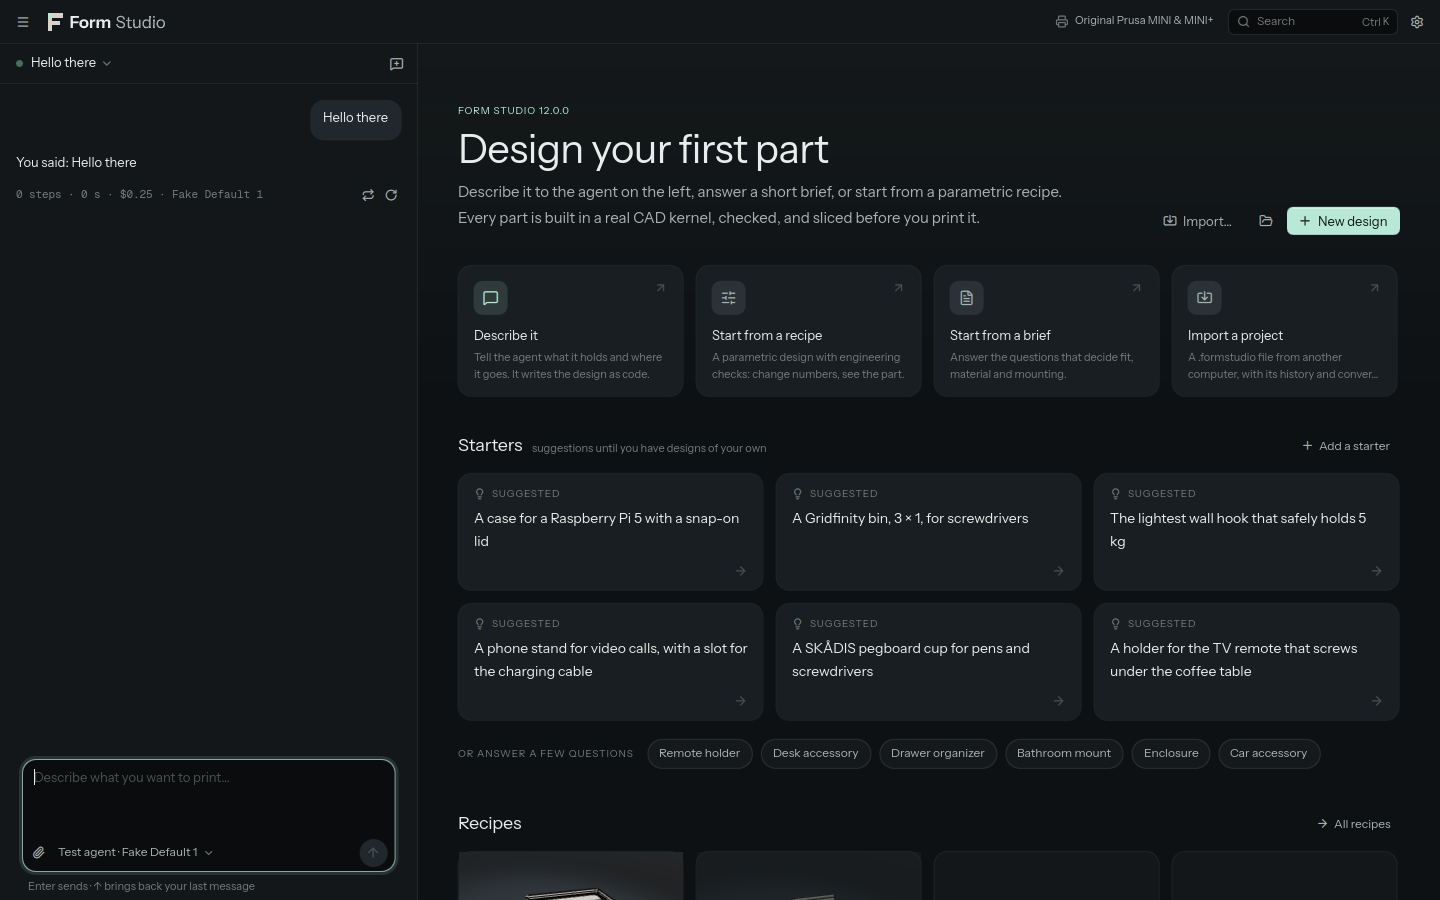 Form Studio
Original Prusa MINI & MINI+
Search
Ctrl K
Hello there
Hello there
You said: Hello there
0 steps · 0 s · $0.25 · Fake Default 1
Describe what you want to print...
Test agent · Fake Default 1
Enter sends · ↑ brings back your last message
FORM STUDIO 12.0.0
Design your first part
Describe it to the agent on the left, answer a short brief, or start from a parametric recipe.
Every part is built in a real CAD kernel, checked, and sliced before you print it.
Import...
New design
Describe it
Tell the agent what it holds and where
it goes. It writes the design as code.
Start from a recipe
A parametric design with engineering
checks: change numbers, see the part.
Start from a brief
Answer the questions that decide fit,
material and mounting.
Import a project
A .formstudio file from another
computer, with its history and conver...
Starters
suggestions until you have designs of your own
Add a starter
SUGGESTED
A case for a Raspberry Pi 5 with a snap-on
lid
SUGGESTED
A Gridfinity bin, 3 × 1, for screwdrivers
SUGGESTED
The lightest wall hook that safely holds 5
kg
SUGGESTED
A phone stand for video calls, with a slot for
the charging cable
SUGGESTED
A SKÅDIS pegboard cup for pens and
screwdrivers
SUGGESTED
A holder for the TV remote that screws
under the coffee table
OR ANSWER A FEW QUESTIONS
Remote holder
Desk accessory
Drawer organizer
Bathroom mount
Enclosure
Car accessory
Recipes
All recipes